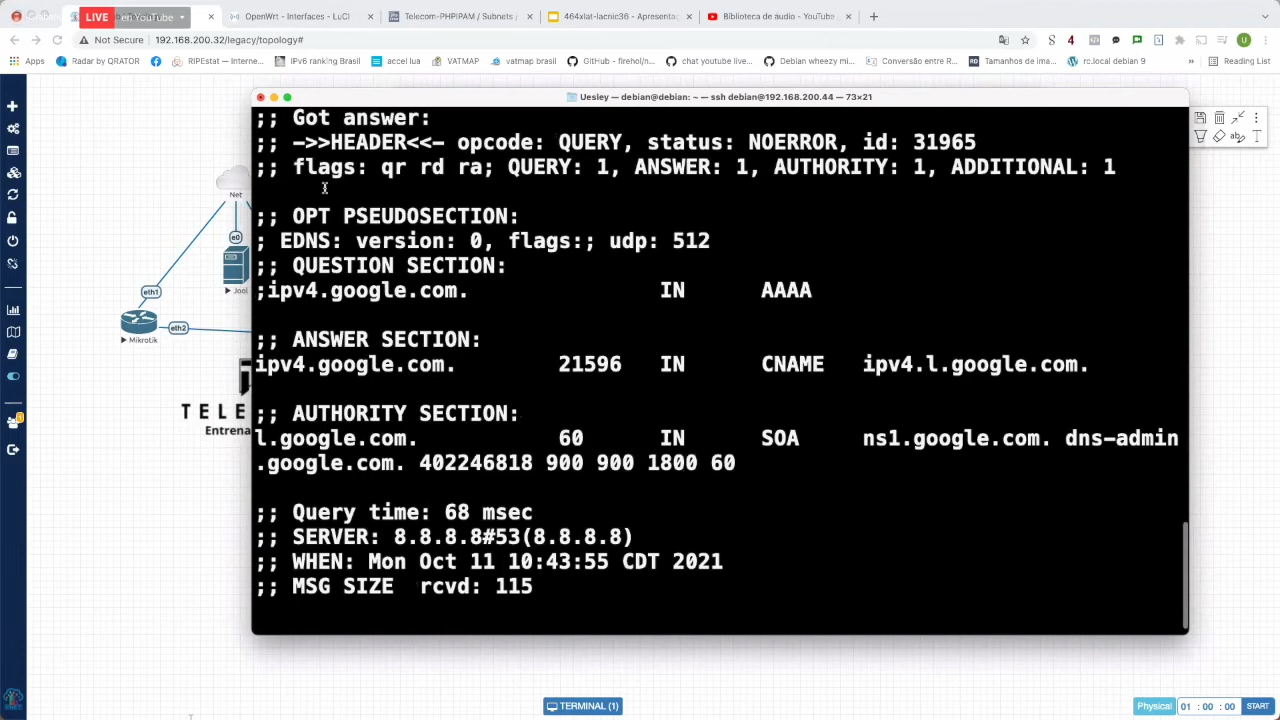 LIVE
en YouTube
OpenWrt - Interfaces - LuCI
Telecom-PHPIPAM / Subne
464xlat-lacnic36 - Apresenta
Biblioteca de áudio - YouTube
Not Secure
192.168.200.32/legacy/topology#
Apps
Radar by QRATOR
RIPEstat — Interne...
IPv6 ranking Brasil
accel lua
VATMAP
vatmap brasil
GitHub - firehol/n...
chat youtube live...
Debian wheezy mi...
Conversão entre R...
Tamanhos de ima...
rc.local debian 9
»
Reading List
Uesley — debian@debian: ~ — ssh debian@192.168.200.44 — 73×21
;; Got answer:
;; ->>HEADER<<- opcode: QUERY, status: NOERROR, id: 31965
;; flags: qr rd ra; QUERY: 1, ANSWER: 1, AUTHORITY: 1, ADDITIONAL: 1
;; OPT PSEUDOSECTION:
; EDNS: version: 0, flags:; udp: 512
;; QUESTION SECTION:
;ipv4.google.com. IN AAAA
;; ANSWER SECTION:
ipv4.google.com. 21596 IN CNAME ipv4.l.google.com.
;; AUTHORITY SECTION:
l.google.com. 60 IN SOA ns1.google.com. dns-admin
.google.com. 402246818 900 900 1800 60
;; Query time: 68 msec
;; SERVER: 8.8.8.8#53(8.8.8.8)
;; WHEN: Mon Oct 11 10:43:55 CDT 2021
;; MSG SIZE rcvd: 115
Net
e0
Jool
eth1
eth2
Mikrotik
TELE
Entrena
TERMINAL (1)
Physical
01 : 00 : 00
START